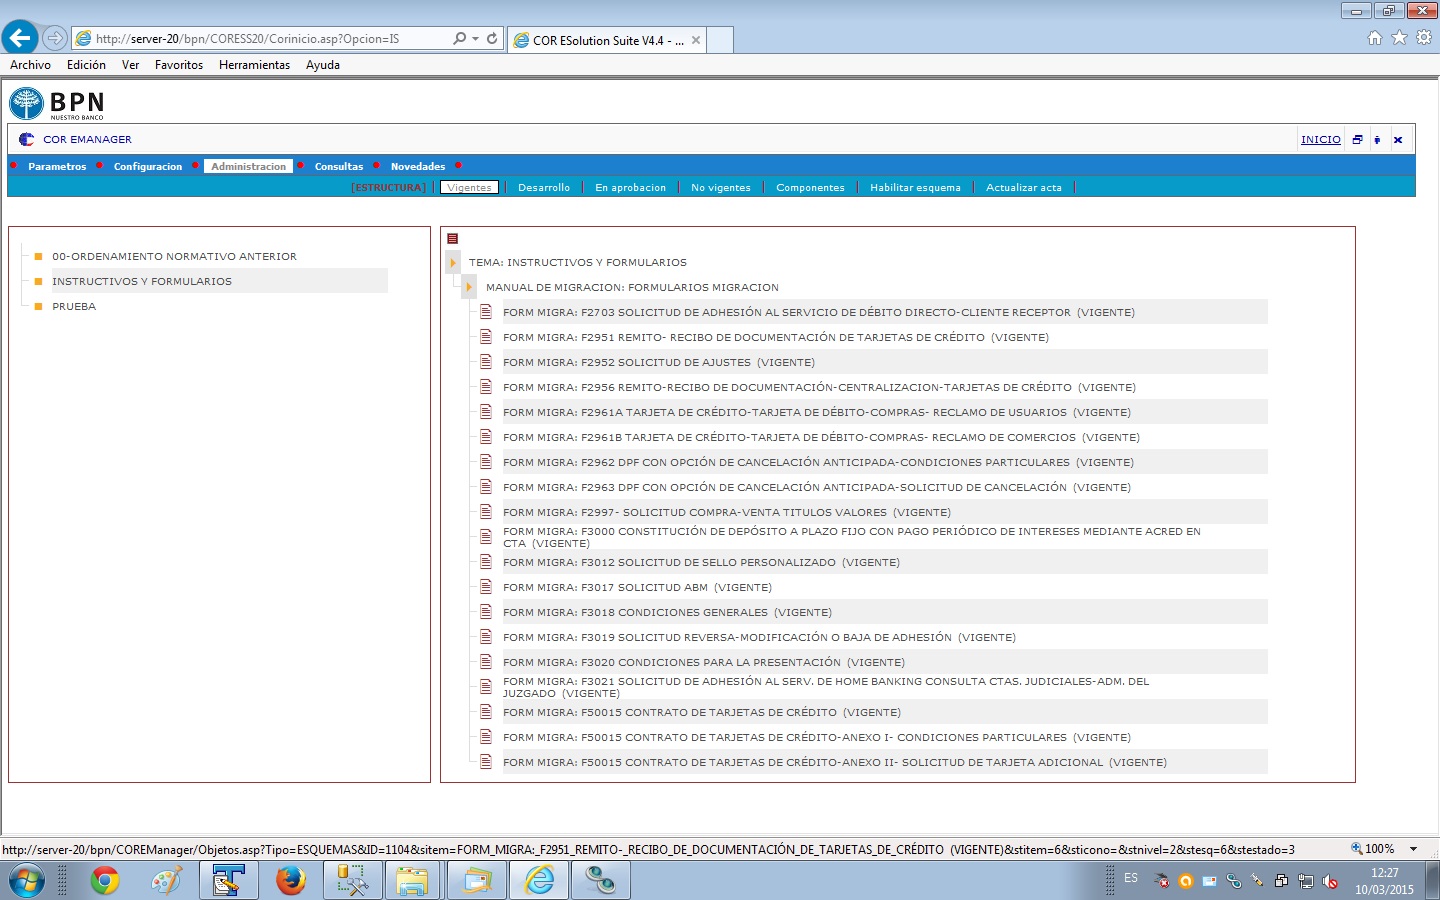 http://server-20/bpn/CORESS20/Corinicio.asp?Opcion=IS
COR ESolution Suite V4.4 - ...
Archivo Edición Ver Favoritos Herramientas Ayuda
BPN
NUESTRO BANCO
COR EMANAGER
INICIO
Parametros Configuracion Administracion Consultas Novedades
[ESTRUCTURA] | Vigentes | Desarrollo | En aprobacion | No vigentes | Componentes | Habilitar esquema | Actualizar acta |
00-ORDENAMIENTO NORMATIVO ANTERIOR
INSTRUCTIVOS Y FORMULARIOS
PRUEBA
TEMA: INSTRUCTIVOS Y FORMULARIOS
MANUAL DE MIGRACION: FORMULARIOS MIGRACION
FORM MIGRA: F2703 SOLICITUD DE ADHESIÓN AL SERVICIO DE DÉBITO DIRECTO-CLIENTE RECEPTOR (VIGENTE)
FORM MIGRA: F2951 REMITO- RECIBO DE DOCUMENTACIÓN DE TARJETAS DE CRÉDITO (VIGENTE)
FORM MIGRA: F2952 SOLICITUD DE AJUSTES (VIGENTE)
FORM MIGRA: F2956 REMITO-RECIBO DE DOCUMENTACIÓN-CENTRALIZACION-TARJETAS DE CRÉDITO (VIGENTE)
FORM MIGRA: F2961A TARJETA DE CRÉDITO-TARJETA DE DÉBITO-COMPRAS- RECLAMO DE USUARIOS (VIGENTE)
FORM MIGRA: F2961B TARJETA DE CRÉDITO-TARJETA DE DÉBITO-COMPRAS- RECLAMO DE COMERCIOS (VIGENTE)
FORM MIGRA: F2962 DPF CON OPCIÓN DE CANCELACIÓN ANTICIPADA-CONDICIONES PARTICULARES (VIGENTE)
FORM MIGRA: F2963 DPF CON OPCIÓN DE CANCELACIÓN ANTICIPADA-SOLICITUD DE CANCELACIÓN (VIGENTE)
FORM MIGRA: F2997- SOLICITUD COMPRA-VENTA TITULOS VALORES (VIGENTE)
FORM MIGRA: F3000 CONSTITUCIÓN DE DEPÓSITO A PLAZO FIJO CON PAGO PERIÓDICO DE INTERESES MEDIANTE ACRED EN
CTA (VIGENTE)
FORM MIGRA: F3012 SOLICITUD DE SELLO PERSONALIZADO (VIGENTE)
FORM MIGRA: F3017 SOLICITUD ABM (VIGENTE)
FORM MIGRA: F3018 CONDICIONES GENERALES (VIGENTE)
FORM MIGRA: F3019 SOLICITUD REVERSA-MODIFICACIÓN O BAJA DE ADHESIÓN (VIGENTE)
FORM MIGRA: F3020 CONDICIONES PARA LA PRESENTACIÓN (VIGENTE)
FORM MIGRA: F3021 SOLICITUD DE ADHESIÓN AL SERV. DE HOME BANKING CONSULTA CTAS. JUDICIALES-ADM. DEL
JUZGADO (VIGENTE)
FORM MIGRA: F50015 CONTRATO DE TARJETAS DE CRÉDITO (VIGENTE)
FORM MIGRA: F50015 CONTRATO DE TARJETAS DE CRÉDITO-ANEXO I- CONDICIONES PARTICULARES (VIGENTE)
FORM MIGRA: F50015 CONTRATO DE TARJETAS DE CRÉDITO-ANEXO II- SOLICITUD DE TARJETA ADICIONAL (VIGENTE)
http://server-20/bpn/COREManager/Objetos.asp?Tipo=ESQUEMAS&ID=1104&sitem=FORM_MIGRA:_F2951_REMITO-_RECIBO_DE_DOCUMENTACIÓN_DE_TARJETAS_DE_CRÉDITO (VIGENTE)&stitem=6&sticono=&stnivel=2&stesq=6&stestado=3
100%
ES
12:27
10/03/2015